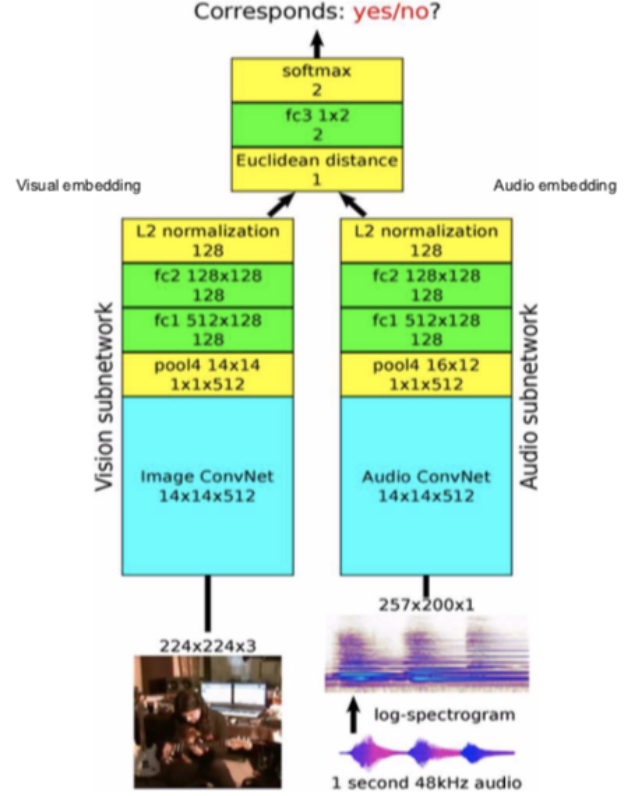 Corresponds: yes/no?
softmax
2
fc3 1x2
2
Euclidean distance
1
Visual embedding
Audio embedding
L2 normalization
128
fc2 128x128
128
fc1 512x128
128
pool4 14x14
1x1x512
Image ConvNet
14x14x512
Vision subnetwork
224x224x3
L2 normalization
128
fc2 128x128
128
fc1 512x128
128
pool4 16x12
1x1x512
Audio ConvNet
14x14x512
Audio subnetwork
257x200x1
log-spectrogram
1 second 48kHz audio